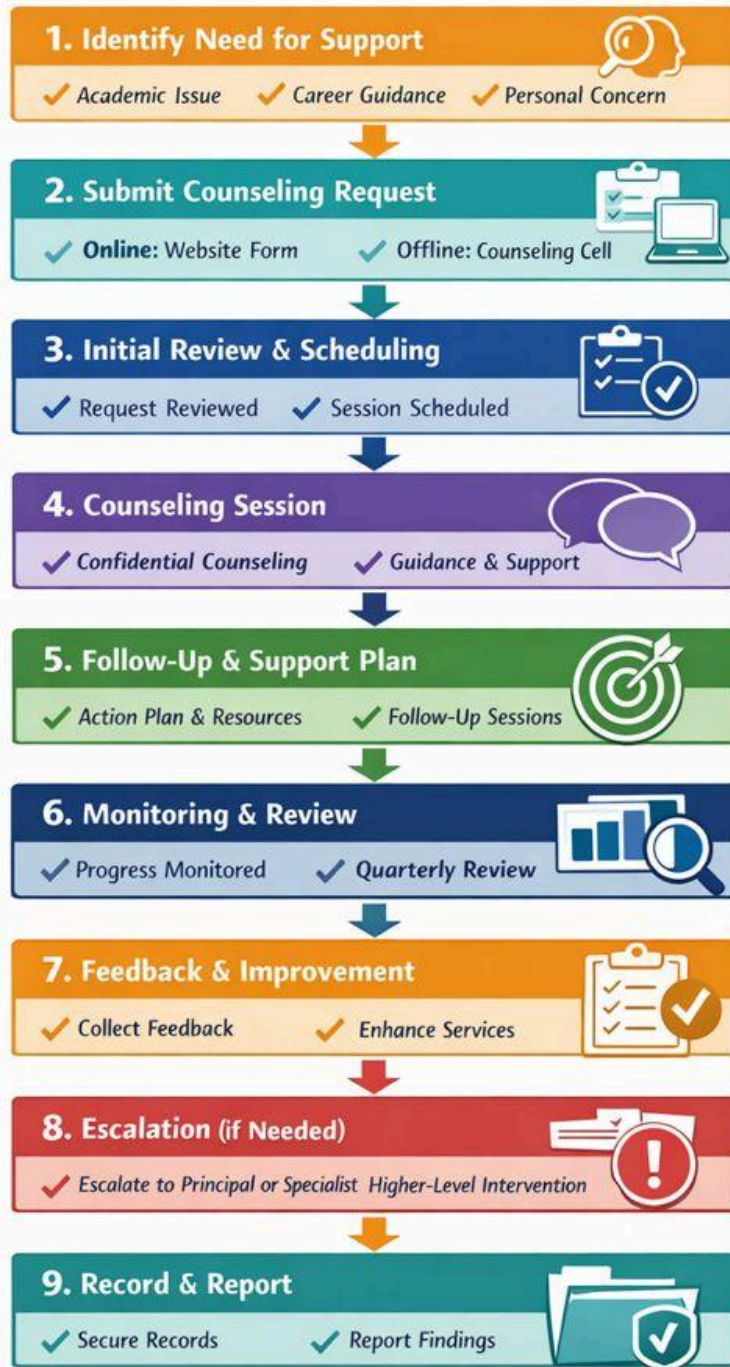 1. Identify Need for Support
Academic Issue Career Guidance Personal Concern
2. Submit Counseling Request
Online: Website Form Offline: Counseling Cell
3. Initial Review & Scheduling
Request Reviewed Session Scheduled
4. Counseling Session
Confidential Counseling Guidance & Support
5. Follow-Up & Support Plan
Action Plan & Resources Follow-Up Sessions
6. Monitoring & Review
Progress Monitored Quarterly Review
7. Feedback & Improvement
Collect Feedback Enhance Services
8. Escalation (if Needed)
Escalate to Principal or Specialist Higher-Level Intervention
9. Record & Report
Secure Records Report Findings